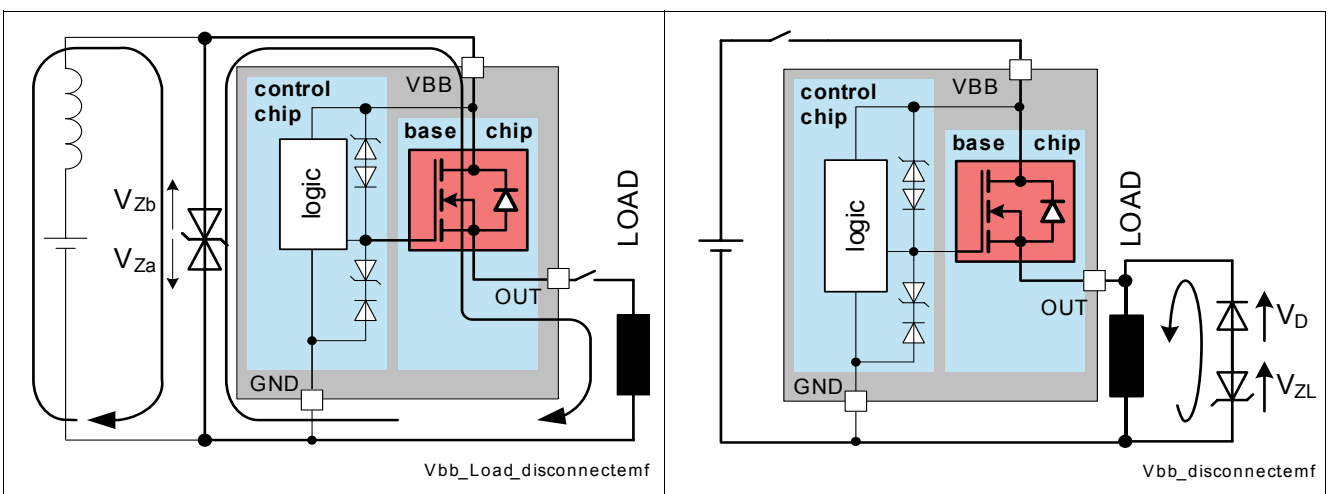 VBB
control
chip
base chip
logic
VZb
VZa
LOAD
OUT
GND
Vbb_Load_disconnectemf
VBB
control
chip
base chip
logic
LOAD
OUT
VD
VZL
GND
Vbb_disconnectemf